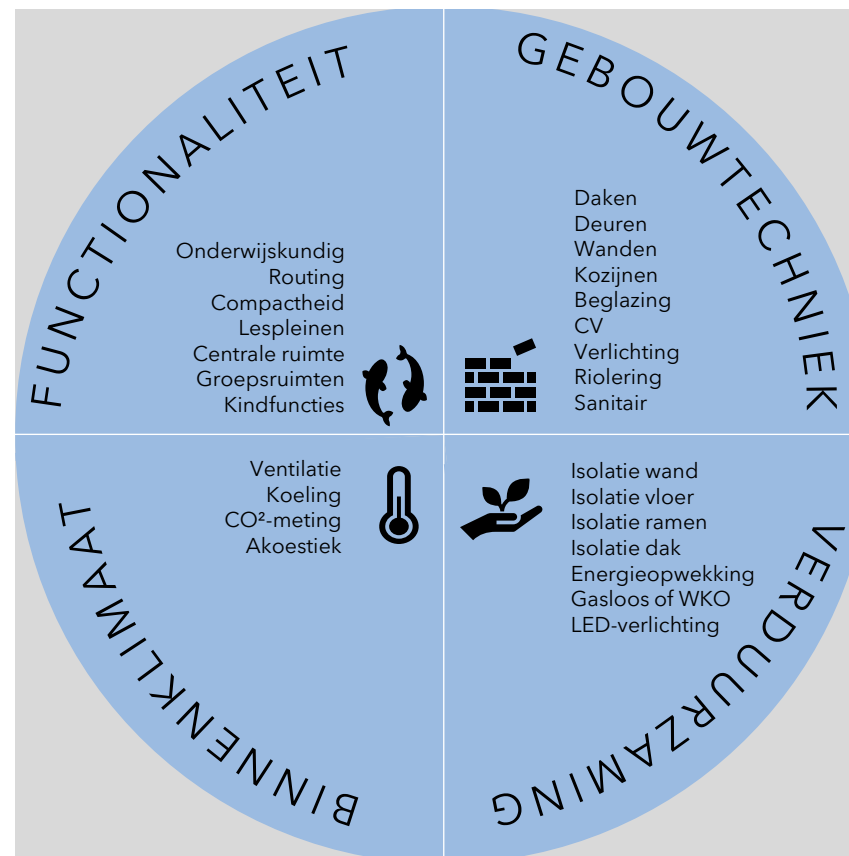 FUNCTIONALITEIT
Onderwijskundig
Routing
Compactheid
Lespleinen
Centrale ruimte
Groepsruimten
Kindfuncties
GEBOUWTECHNIEK
Daken
Deuren
Wanden
Kozijnen
Beglazing
CV
Verlichting
Riolering
Sanitair
BINNENKLIMAAT
Ventilatie
Koeling
CO²-meting
Akoestiek
VERDUURZAMING
Isolatie wand
Isolatie vloer
Isolatie ramen
Isolatie dak
Energieopwekking
Gasloos of WKO
LED-verlichting